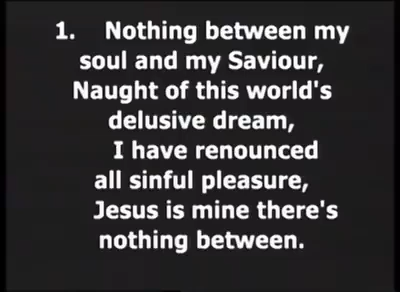 1. Nothing between my
soul and my Saviour,
Naught of this world's
delusive dream,
I have renounced
all sinful pleasure,
Jesus is mine there's
nothing between.